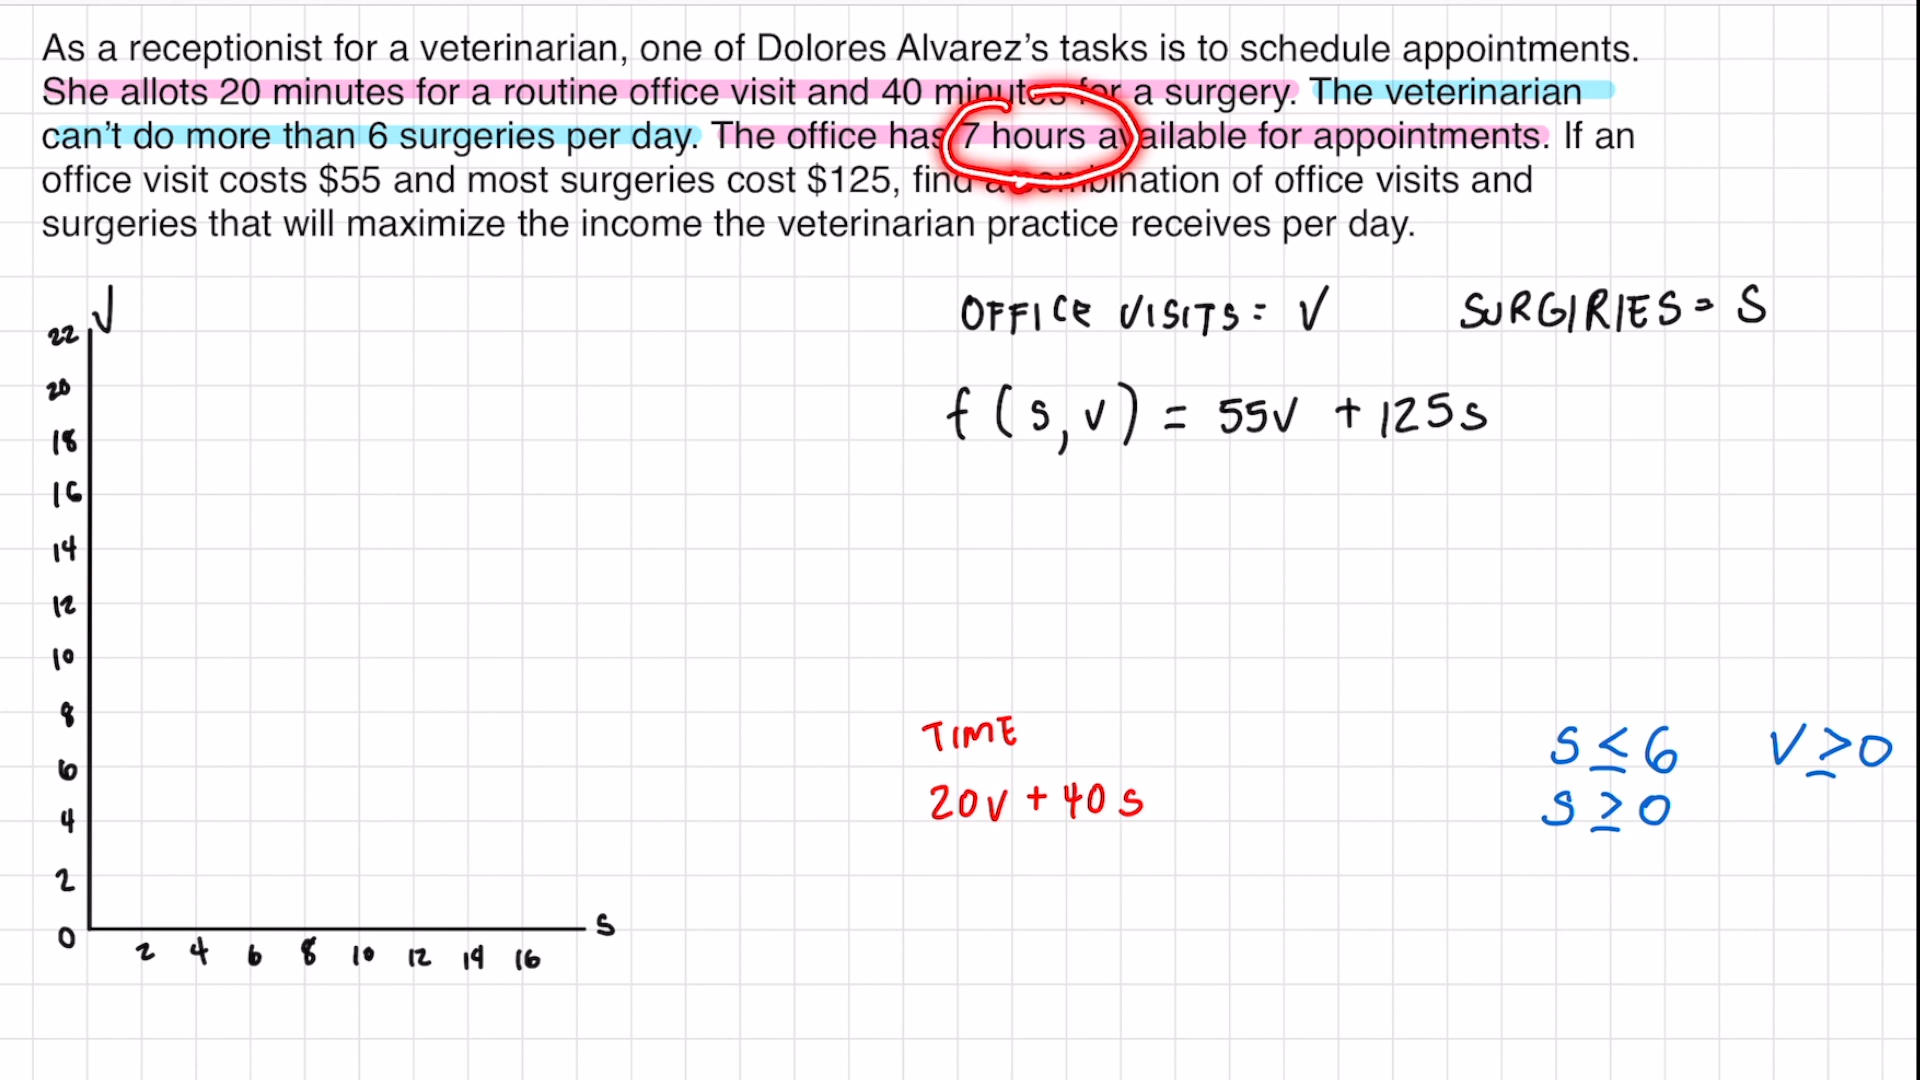 As a receptionist for a veterinarian, one of Dolores Alvarez's tasks is to schedule appointments.
She allots 20 minutes for a routine office visit and 40 minutes for a surgery. The veterinarian
can't do more than 6 surgeries per day. The office has 7 hours available for appointments. If an
office visit costs $55 and most surgeries cost $125, find a combination of office visits and
surgeries that will maximize the income the veterinarian practice receives per day.
V
OFFICE VISITS = V SURGIRIES = S
f(s,v) = 55v + 125s
22
20
18
16
14
12
10
8
6
4
2
0
S
2 4 6 8 10 12 14 16
TIME
20v + 40s
S ≤ 6 V ≥ 0
S ≥ 0